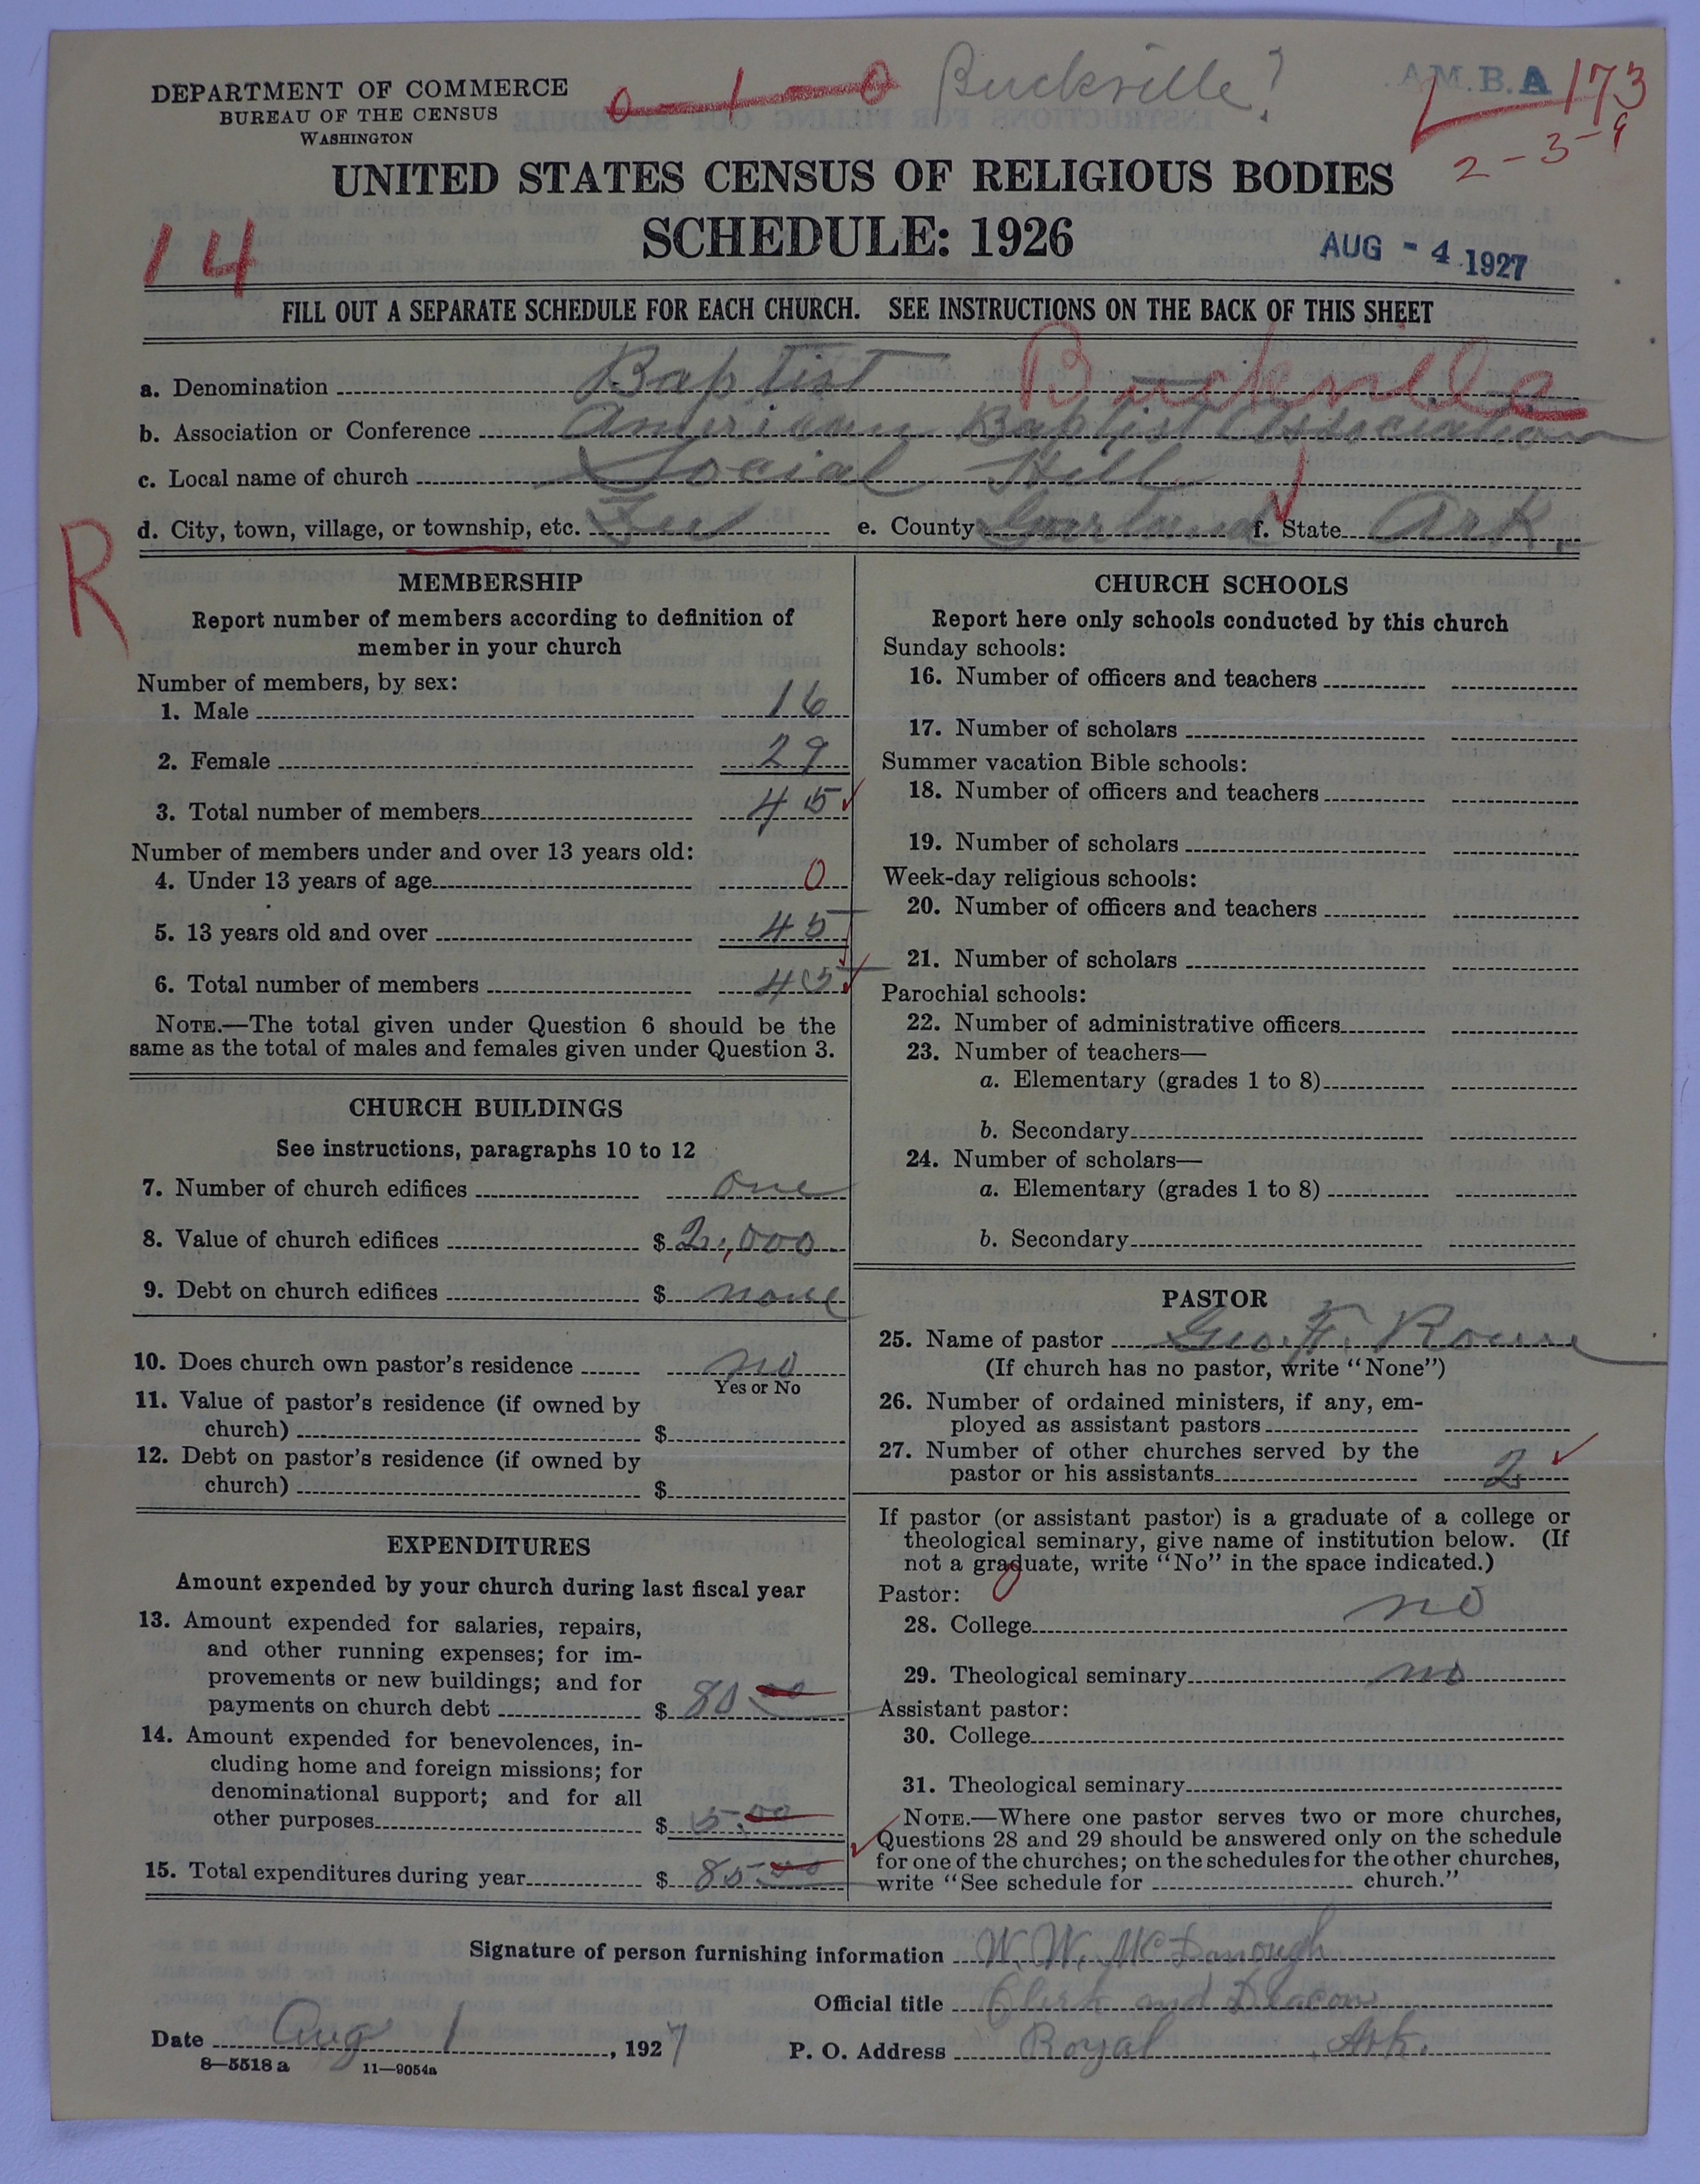 DEPARTMENT OF COMMERCE
BUREAU OF THE CENSUS
WASHINGTON
0-1-0 Buckville?
A.M.B.A
173
2-3-9
UNITED STATES CENSUS OF RELIGIOUS BODIES
SCHEDULE: 1926
14
AUG -4 1927
FILL OUT A SEPARATE SCHEDULE FOR EACH CHURCH. SEE INSTRUCTIONS ON THE BACK OF THIS SHEET
Buckville
a. Denomination Baptist
b. Association or Conference American Baptist Association
c. Local name of church Social Hill
d. City, town, village, or township, etc. e. County Garland f. State Ark.
R
MEMBERSHIP
Report number of members according to definition of
member in your church
Number of members, by sex:
1. Male 16
2. Female 29
3. Total number of members 45
Number of members under and over 13 years old:
4. Under 13 years of age 0
5. 13 years old and over 45
6. Total number of members 45
NOTE.—The total given under Question 6 should be the
same as the total of males and females given under Question 3.
CHURCH BUILDINGS
See instructions, paragraphs 10 to 12
7. Number of church edifices one
8. Value of church edifices $ 2,000
9. Debt on church edifices $ none
10. Does church own pastor's residence no
Yes or No
11. Value of pastor's residence (if owned by
church) $
12. Debt on pastor's residence (if owned by
church) $
EXPENDITURES
Amount expended by your church during last fiscal year
13. Amount expended for salaries, repairs,
and other running expenses; for im-
provements or new buildings; and for
payments on church debt $ 80 00
14. Amount expended for benevolences, in-
cluding home and foreign missions; for
denominational support; and for all
other purposes $ 5.00
15. Total expenditures during year $ 85 00
CHURCH SCHOOLS
Report here only schools conducted by this church
Sunday schools:
16. Number of officers and teachers
17. Number of scholars
Summer vacation Bible schools:
18. Number of officers and teachers
19. Number of scholars
Week-day religious schools:
20. Number of officers and teachers
21. Number of scholars
Parochial schools:
22. Number of administrative officers
23. Number of teachers—
a. Elementary (grades 1 to 8)
b. Secondary
24. Number of scholars—
a. Elementary (grades 1 to 8)
b. Secondary
PASTOR
25. Name of pastor Geo. F.
(If church has no pastor, write "None")
26. Number of ordained ministers, if any, em-
ployed as assistant pastors
27. Number of other churches served by the
pastor or his assistants 2
If pastor (or assistant pastor) is a graduate of a college or
theological seminary, give name of institution below. (If
not a graduate, write "No" in the space indicated.)
Pastor:
28. College no
29. Theological seminary no
Assistant pastor:
30. College
31. Theological seminary
NOTE.—Where one pastor serves two or more churches,
Questions 28 and 29 should be answered only on the schedule
for one of the churches; on the schedules for the other churches,
write "See schedule for church."
Signature of person furnishing information W. W. McDonough
Official title Clerk and Deacon
Date Aug 1, 1927 P. O. Address Royal, Ark.
8—5518 a 11—9054a